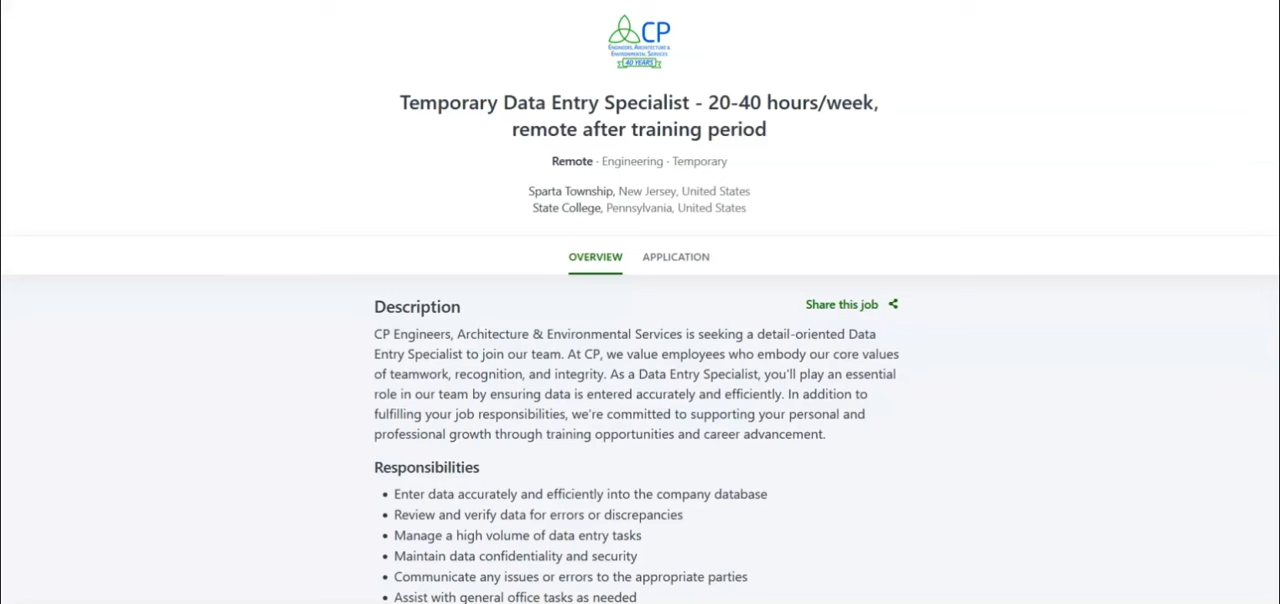 CP
ENGINEERS, ARCHITECTURE &
ENVIRONMENTAL SERVICES
40 YEARS
Temporary Data Entry Specialist - 20-40 hours/week,
remote after training period
Remote · Engineering · Temporary
Sparta Township, New Jersey, United States
State College, Pennsylvania, United States
OVERVIEW APPLICATION
Description Share this job
CP Engineers, Architecture & Environmental Services is seeking a detail-oriented Data
Entry Specialist to join our team. At CP, we value employees who embody our core values
of teamwork, recognition, and integrity. As a Data Entry Specialist, you'll play an essential
role in our team by ensuring data is entered accurately and efficiently. In addition to
fulfilling your job responsibilities, we're committed to supporting your personal and
professional growth through training opportunities and career advancement.
Responsibilities
• Enter data accurately and efficiently into the company database
• Review and verify data for errors or discrepancies
• Manage a high volume of data entry tasks
• Maintain data confidentiality and security
• Communicate any issues or errors to the appropriate parties
• Assist with general office tasks as needed